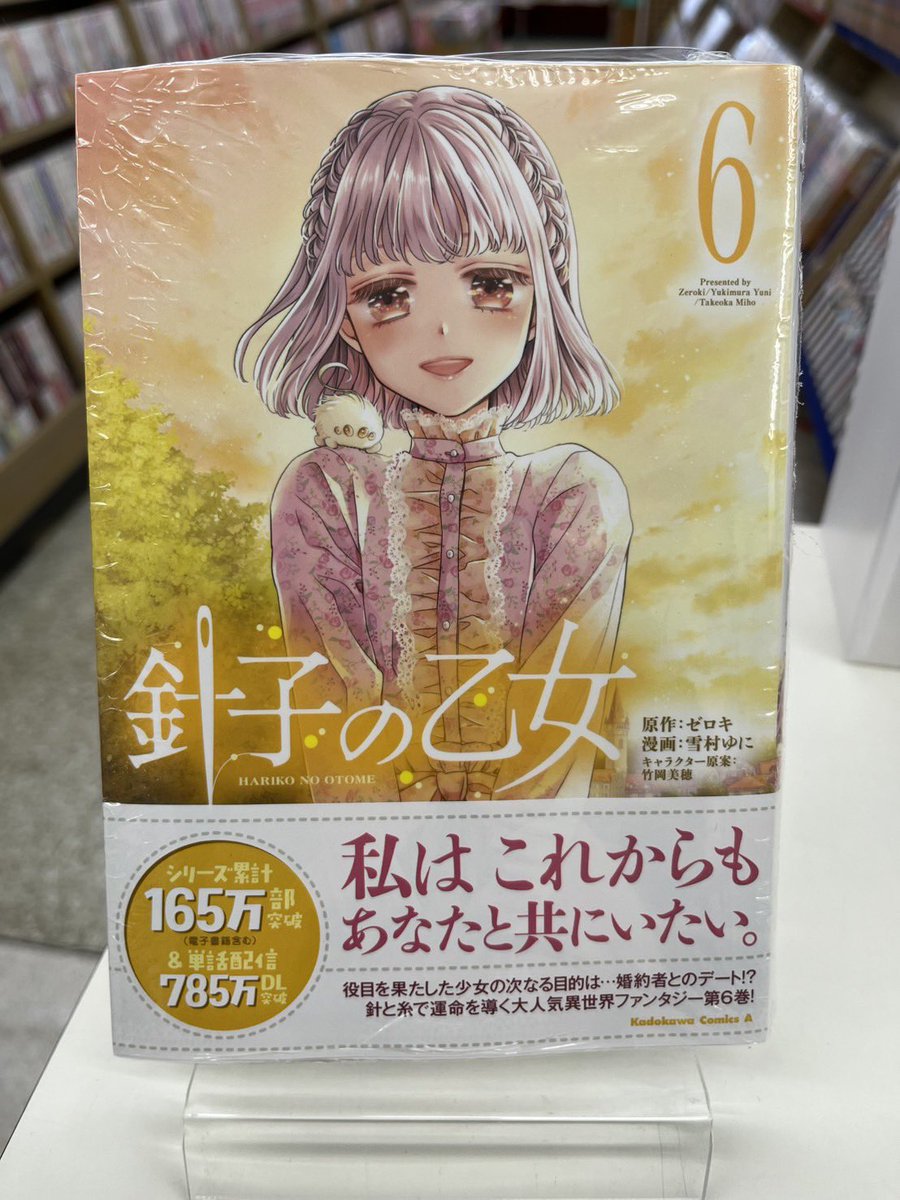 6
Presented by
Zeroki/Yukimura Yuni
/Takeoka Miho
針子の乙女
HARIKO NO OTOME
原作:ゼロキ
漫画:雪村ゆに
キャラクター原案:
竹岡美穂
シリーズ累計
165万部突破
(電子書籍含む)
&単話配信
785万DL突破
私は これからも
あなたと共にいたい。
役目を果たした少女の次なる目的は…婚約者とのデート!?
針と糸で運命を導く大人気異世界ファンタジー第6巻!
Kadokawa Comics A